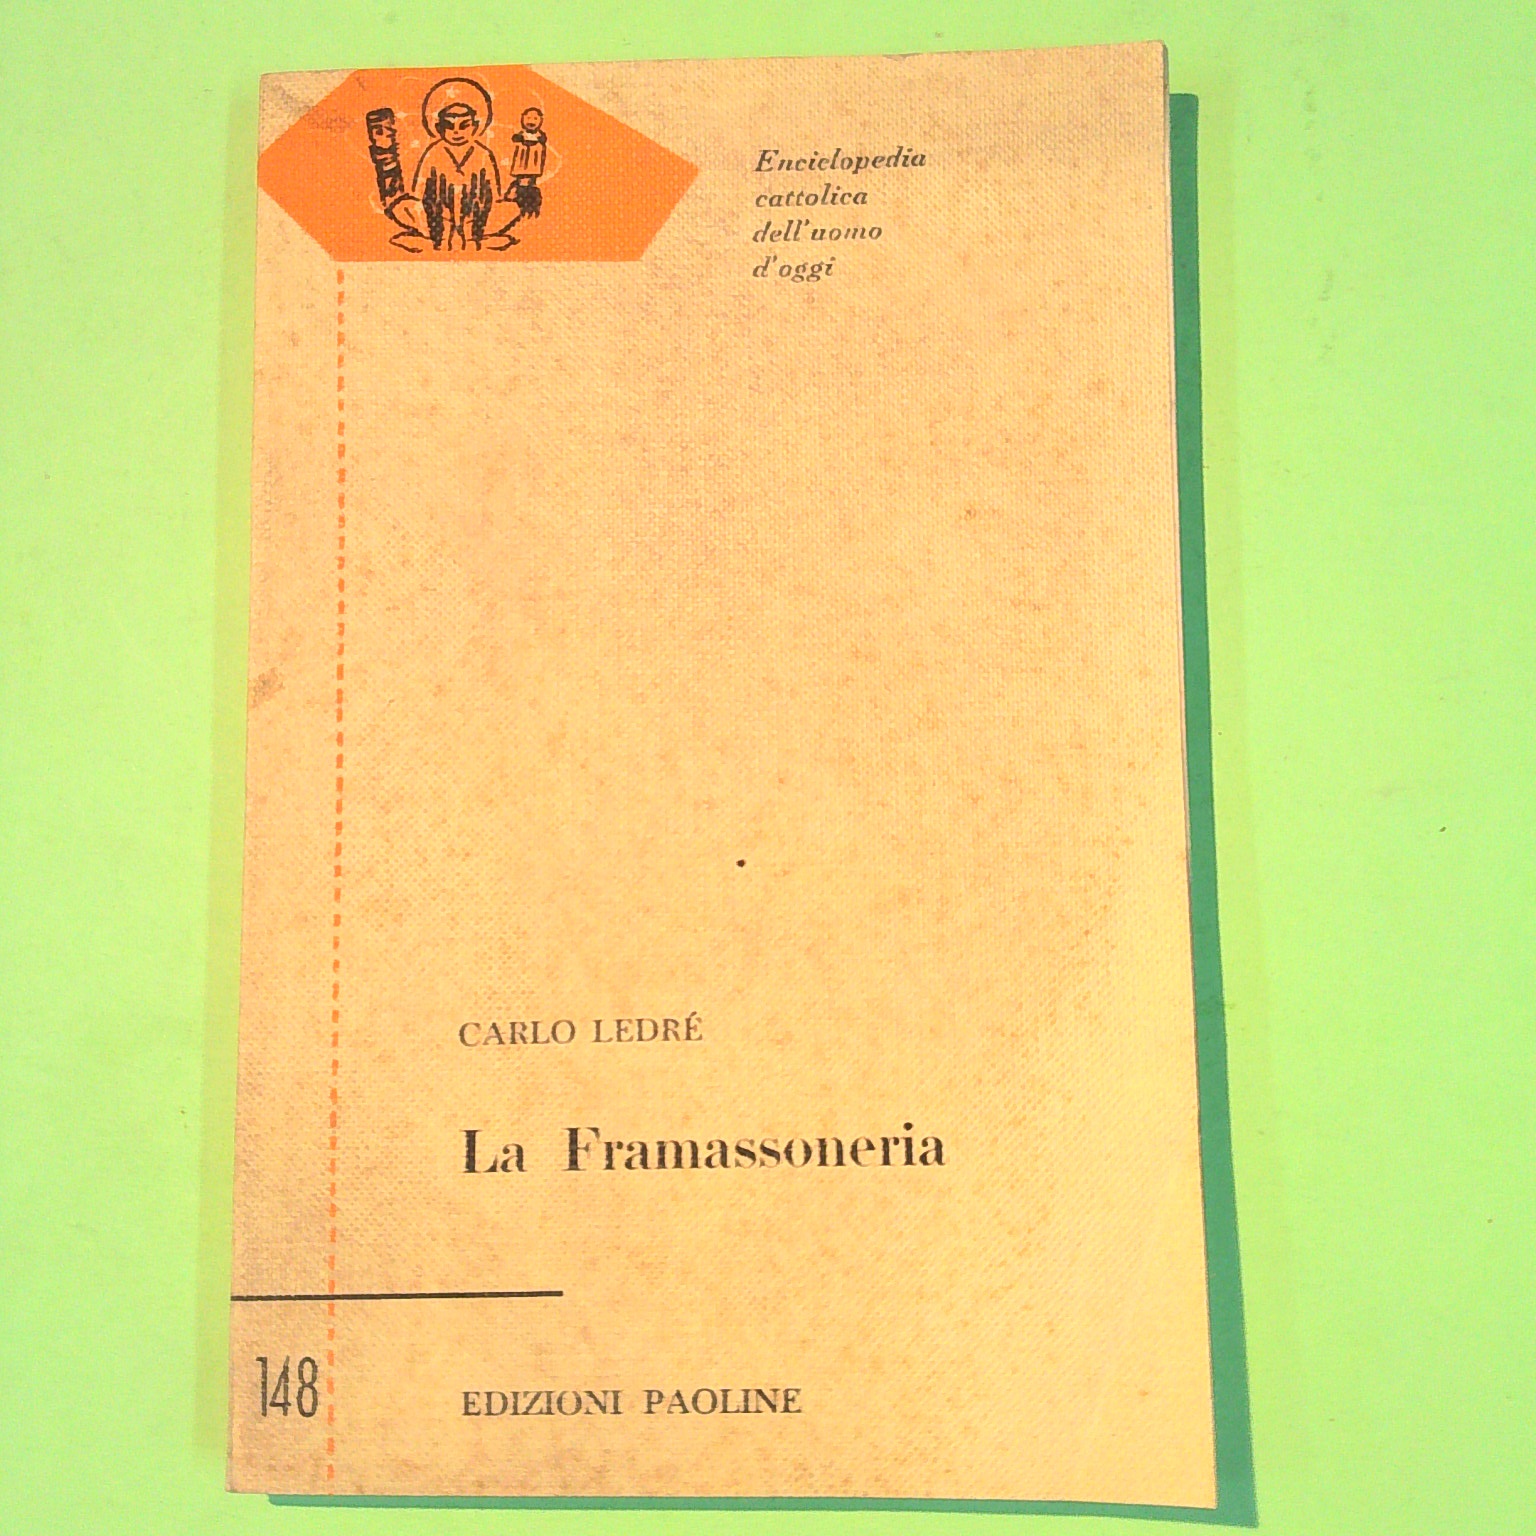 Enciclopedia
cattolica
dell'uomo
d'oggi
CARLO LEDRÉ
La Framassoneria
148
EDIZIONI PAOLINE